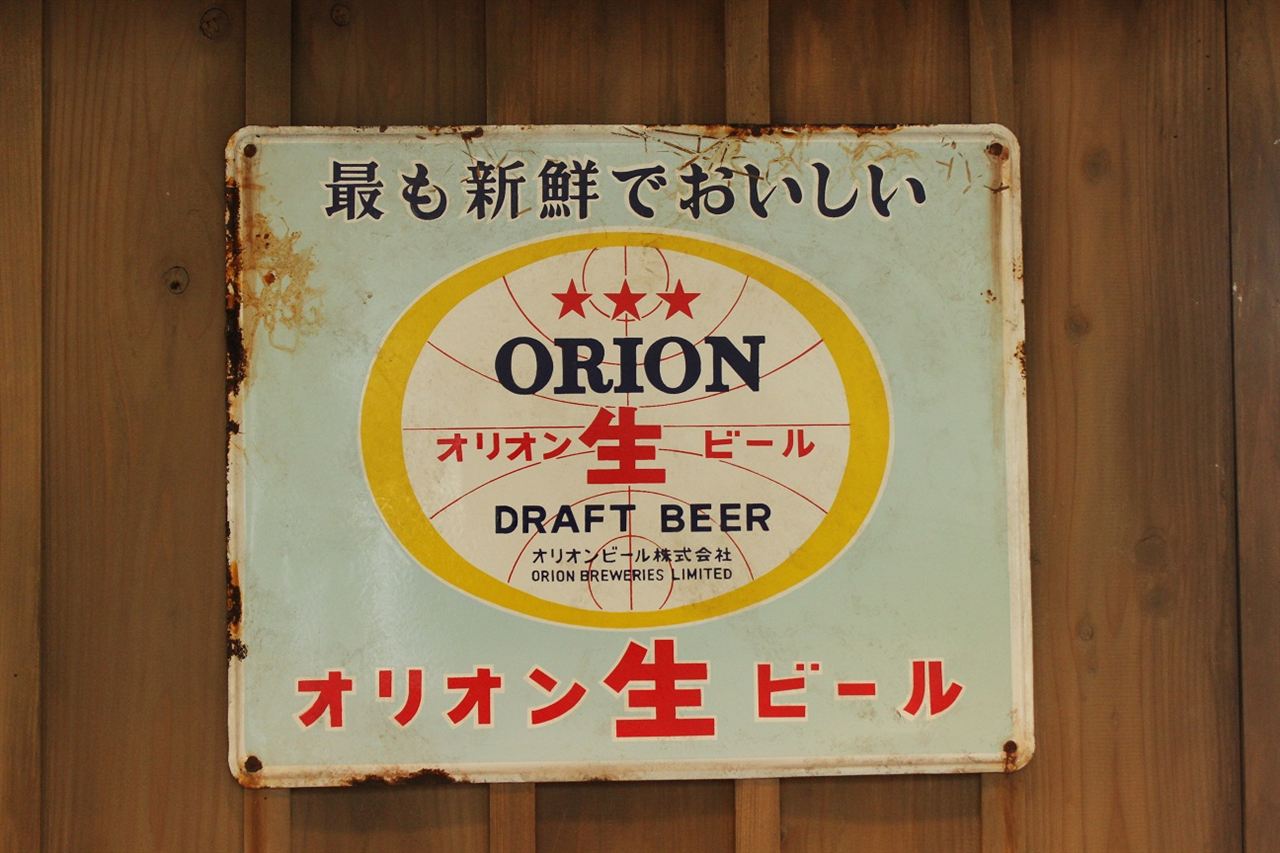 最も新鮮でおいしい
ORION
オリオン生ビール
DRAFT BEER
オリオンビール株式会社
ORION BREWERIES LIMITED
オリオン生ビール